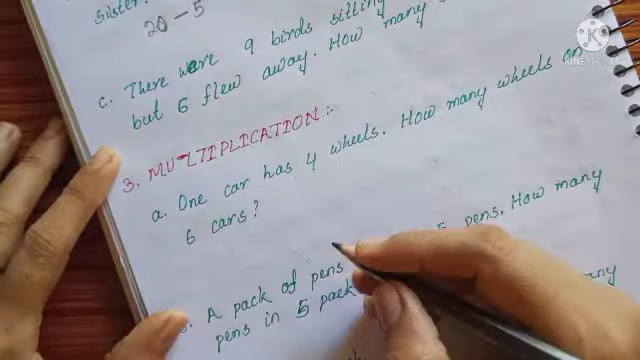 sister.
20 - 5
c. There were 9 birds sitting
but 6 flew away. How many
3. MULTIPLICATION :-
a. One car has 4 wheels. How many wheels on
6 cars?
A pack of pens 5 pens. How many
pens in 5 pack
KINEMASTER